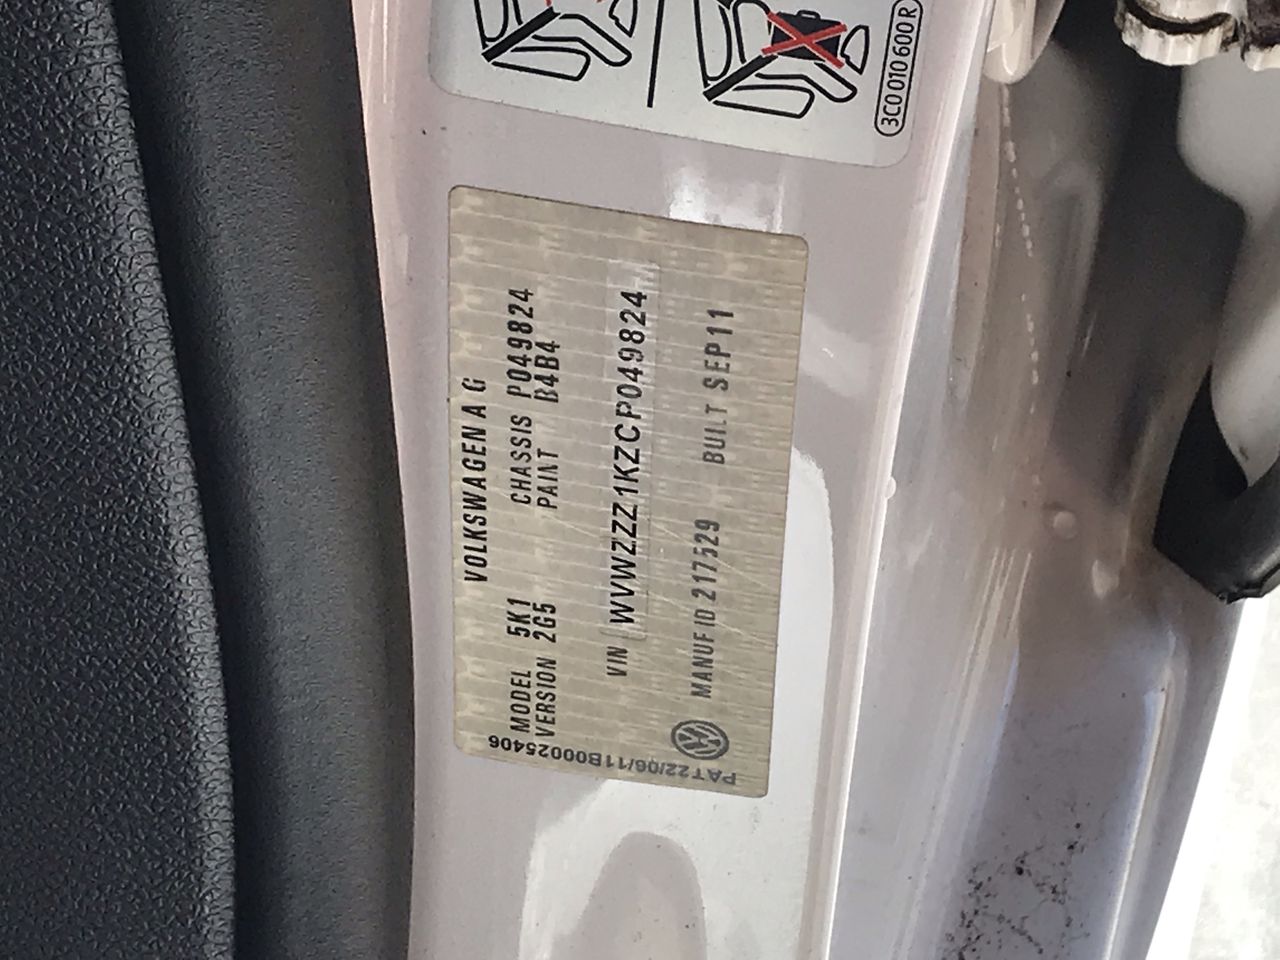 3C0 010 600 R
VOLKSWAGEN A G
MODEL 5K1 CHASSIS P049824
VERSION 2G5 PAINT B4B4
VIN WVWZZZ1KZCP049824
MANUF ID 217529 BUILT SEP11
PAT22/06/11B00025406